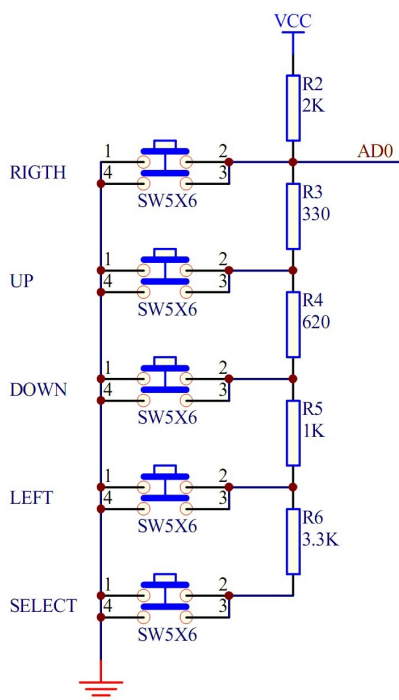 VCC
R2
2K
AD0
RIGTH
1
4
2
3
SW5X6
R3
330
UP
1
4
2
3
SW5X6
R4
620
DOWN
1
4
2
3
SW5X6
R5
1K
LEFT
1
4
2
3
SW5X6
R6
3.3K
SELECT
1
4
2
3
SW5X6